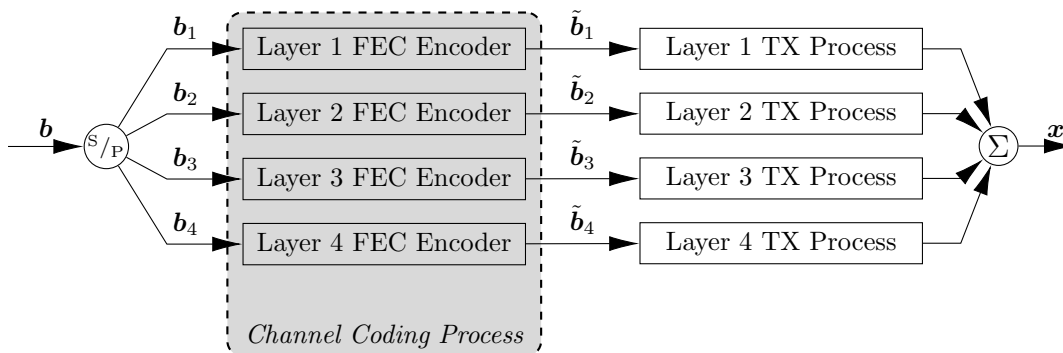 b
S/P
b₁
Layer 1 FEC Encoder
b̃₁
Layer 1 TX Process
b₂
Layer 2 FEC Encoder
b̃₂
Layer 2 TX Process
b₃
Layer 3 FEC Encoder
b̃₃
Layer 3 TX Process
b₄
Layer 4 FEC Encoder
b̃₄
Layer 4 TX Process
Σ
x
Channel Coding Process